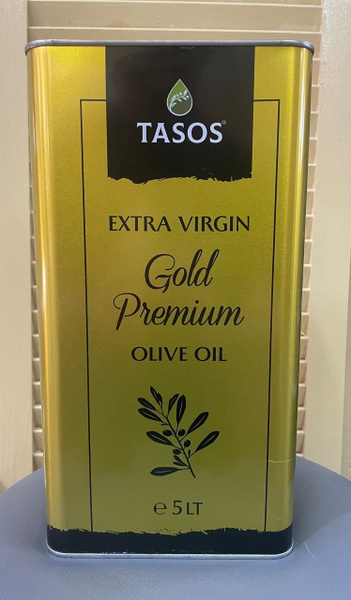 TASOS®
EXTRA VIRGIN
Gold
Premium
OLIVE OIL
℮ 5LT